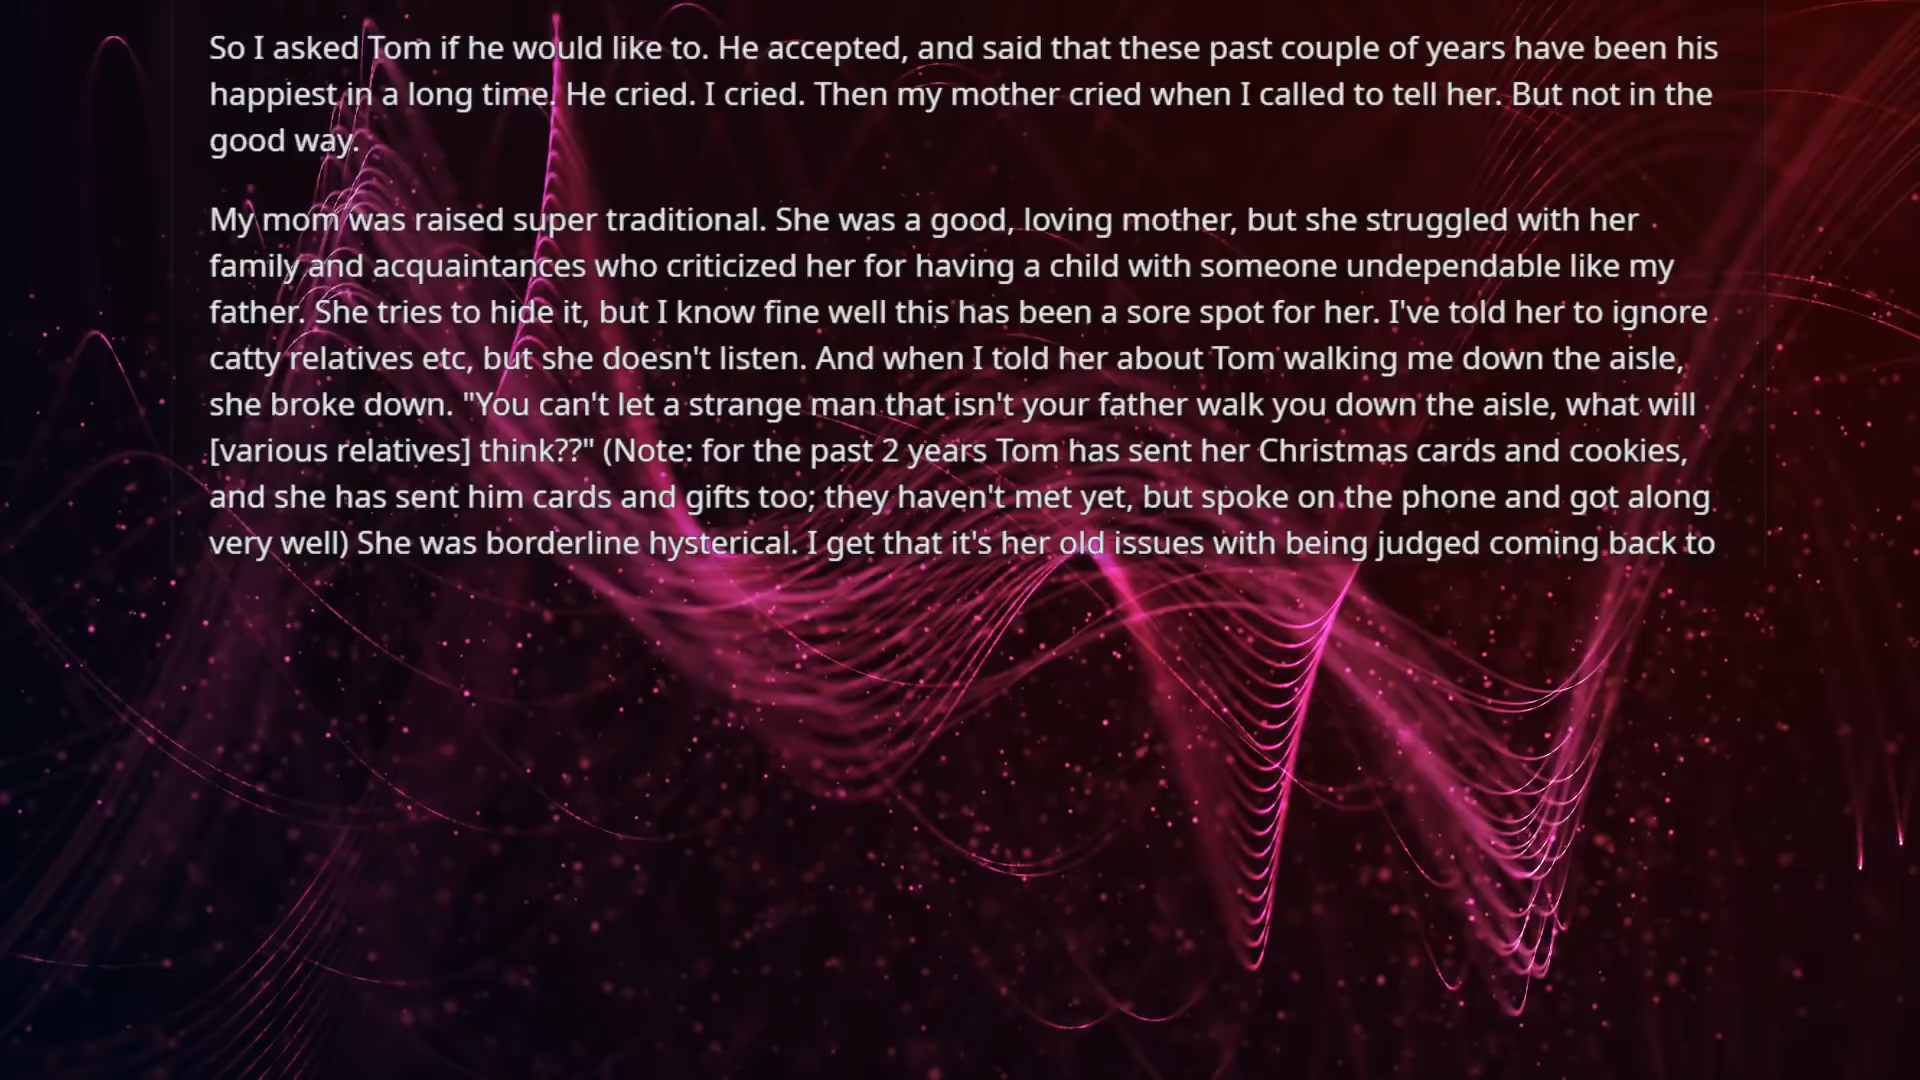 So I asked Tom if he would like to. He accepted, and said that these past couple of years have been his
happiest in a long time. He cried. I cried. Then my mother cried when I called to tell her. But not in the
good way.
My mom was raised super traditional. She was a good, loving mother, but she struggled with her
family and acquaintances who criticized her for having a child with someone undependable like my
father. She tries to hide it, but I know fine well this has been a sore spot for her. I've told her to ignore
catty relatives etc, but she doesn't listen. And when I told her about Tom walking me down the aisle,
she broke down. "You can't let a strange man that isn't your father walk you down the aisle, what will
[various relatives] think??" (Note: for the past 2 years Tom has sent her Christmas cards and cookies,
and she has sent him cards and gifts too; they haven't met yet, but spoke on the phone and got along
very well) She was borderline hysterical. I get that it's her old issues with being judged coming back to